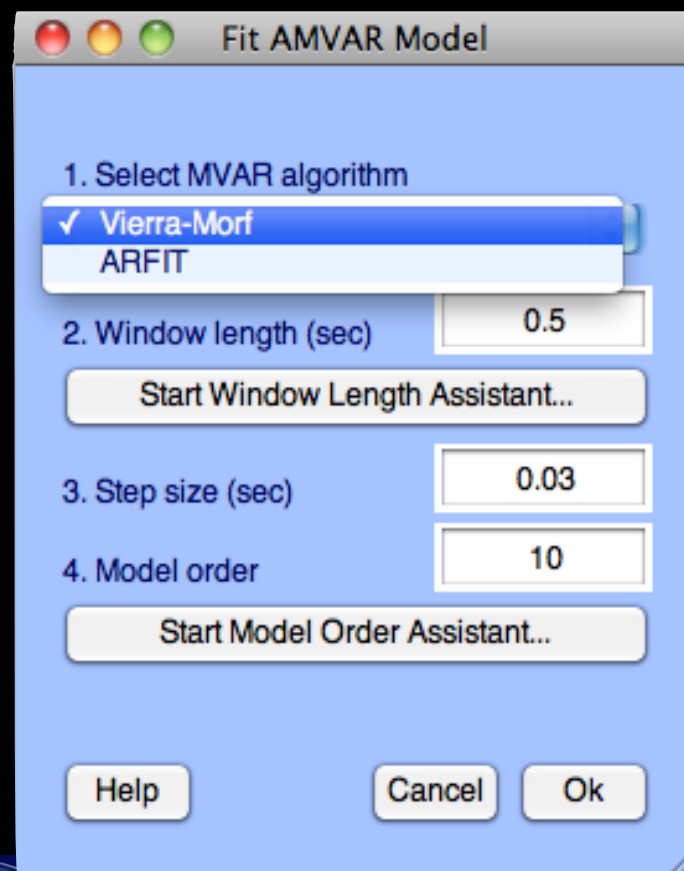 Fit AMVAR Model
1. Select MVAR algorithm
✓ Vierra-Morf
ARFIT
2. Window length (sec) 0.5
Start Window Length Assistant...
3. Step size (sec) 0.03
4. Model order 10
Start Model Order Assistant...
Help Cancel Ok